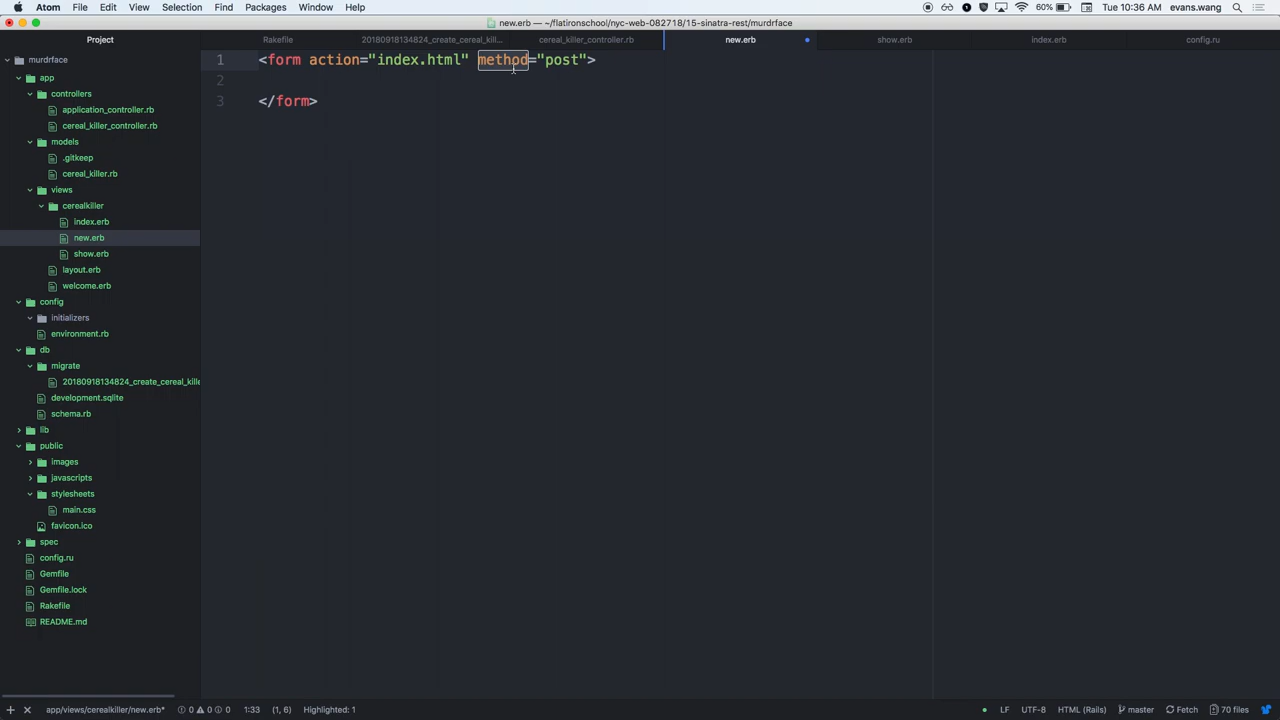 Atom File Edit View Selection Find Packages Window Help 60% Tue 10:36 AM evans.wang
new.erb — ~/flatironschool/nyc-web-082718/15-sinatra-rest/murdrface
Project Rakefile 20180918134824_create_cereal_kill... cereal_killer_controller.rb new.erb show.erb index.erb config.ru
murdrface
app
controllers
application_controller.rb
cereal_killer_controller.rb
models
.gitkeep
cereal_killer.rb
views
cerealkiller
index.erb
new.erb
show.erb
layout.erb
welcome.erb
config
initializers
environment.rb
db
migrate
20180918134824_create_cereal_kille
development.sqlite
schema.rb
lib
public
images
javascripts
stylesheets
main.css
favicon.ico
spec
config.ru
Gemfile
Gemfile.lock
Rakefile
README.md
1 <form action="index.html" method="post">
2
3 </form>
app/views/cerealkiller/new.erb* 0 0 0 1:33 (1, 6) Highlighted: 1 LF UTF-8 HTML (Rails) master Fetch 70 files